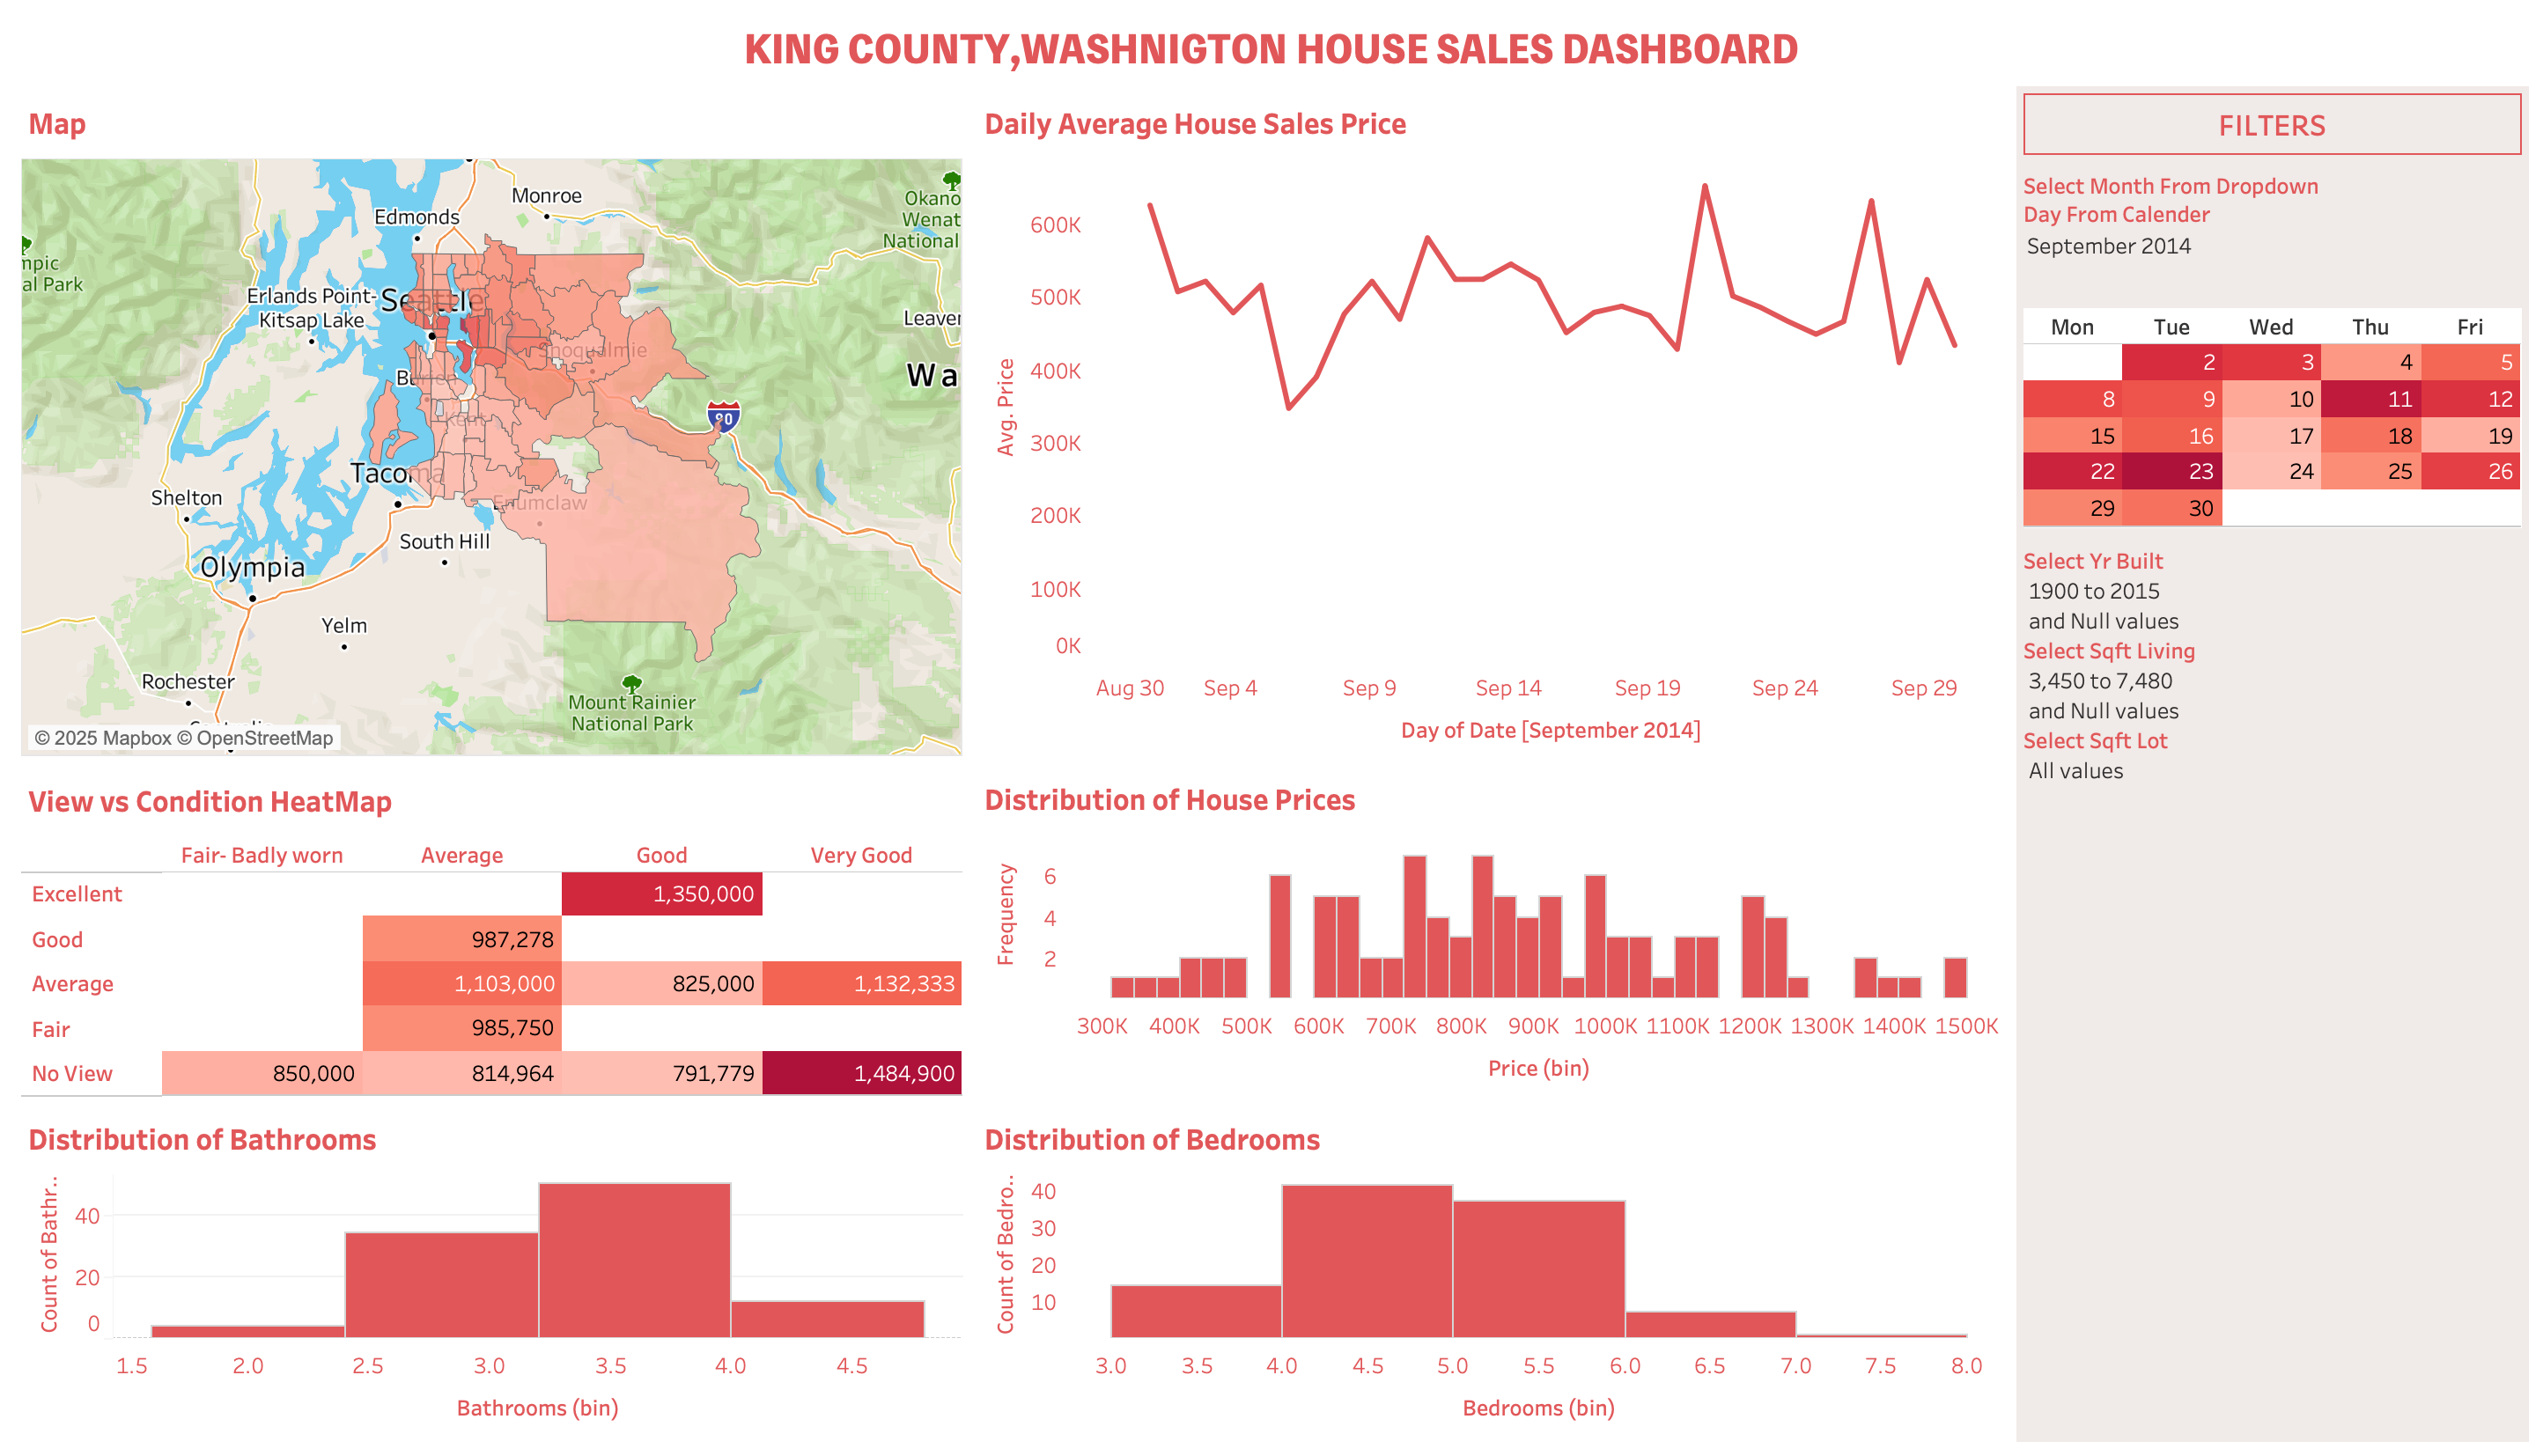 KING COUNTY,WASHNIGTON HOUSE SALES DASHBOARD
Map
Monroe
Edmonds
Okano
Wenat
National
mpic
al Park
Erlands Point-
Kitsap Lake
Seattle
Leaver
Snoqualmie
Wa
Burien
90
Kent
Tacoma
Shelton
Enumclaw
South Hill
Olympia
Yelm
Rochester
Mount Rainier
National Park
© 2025 Mapbox © OpenStreetMap
Daily Average House Sales Price
Avg. Price
600K
500K
400K
300K
200K
100K
0K
Aug 30 Sep 4 Sep 9 Sep 14 Sep 19 Sep 24 Sep 29
Day of Date [September 2014]
FILTERS
Select Month From Dropdown
Day From Calender
September 2014
Mon Tue Wed Thu Fri
2 3 4 5
8 9 10 11 12
15 16 17 18 19
22 23 24 25 26
29 30
Select Yr Built
1900 to 2015
and Null values
Select Sqft Living
3,450 to 7,480
and Null values
Select Sqft Lot
All values
View vs Condition HeatMap
Fair- Badly worn Average Good Very Good
Excellent 1,350,000
Good 987,278
Average 1,103,000 825,000 1,132,333
Fair 985,750
No View 850,000 814,964 791,779 1,484,900
Distribution of House Prices
Frequency
6
4
2
300K 400K 500K 600K 700K 800K 900K 1000K 1100K 1200K 1300K 1400K 1500K
Price (bin)
Distribution of Bathrooms
Count of Bathr..
40
20
0
1.5 2.0 2.5 3.0 3.5 4.0 4.5
Bathrooms (bin)
Distribution of Bedrooms
Count of Bedro..
40
30
20
10
3.0 3.5 4.0 4.5 5.0 5.5 6.0 6.5 7.0 7.5 8.0
Bedrooms (bin)